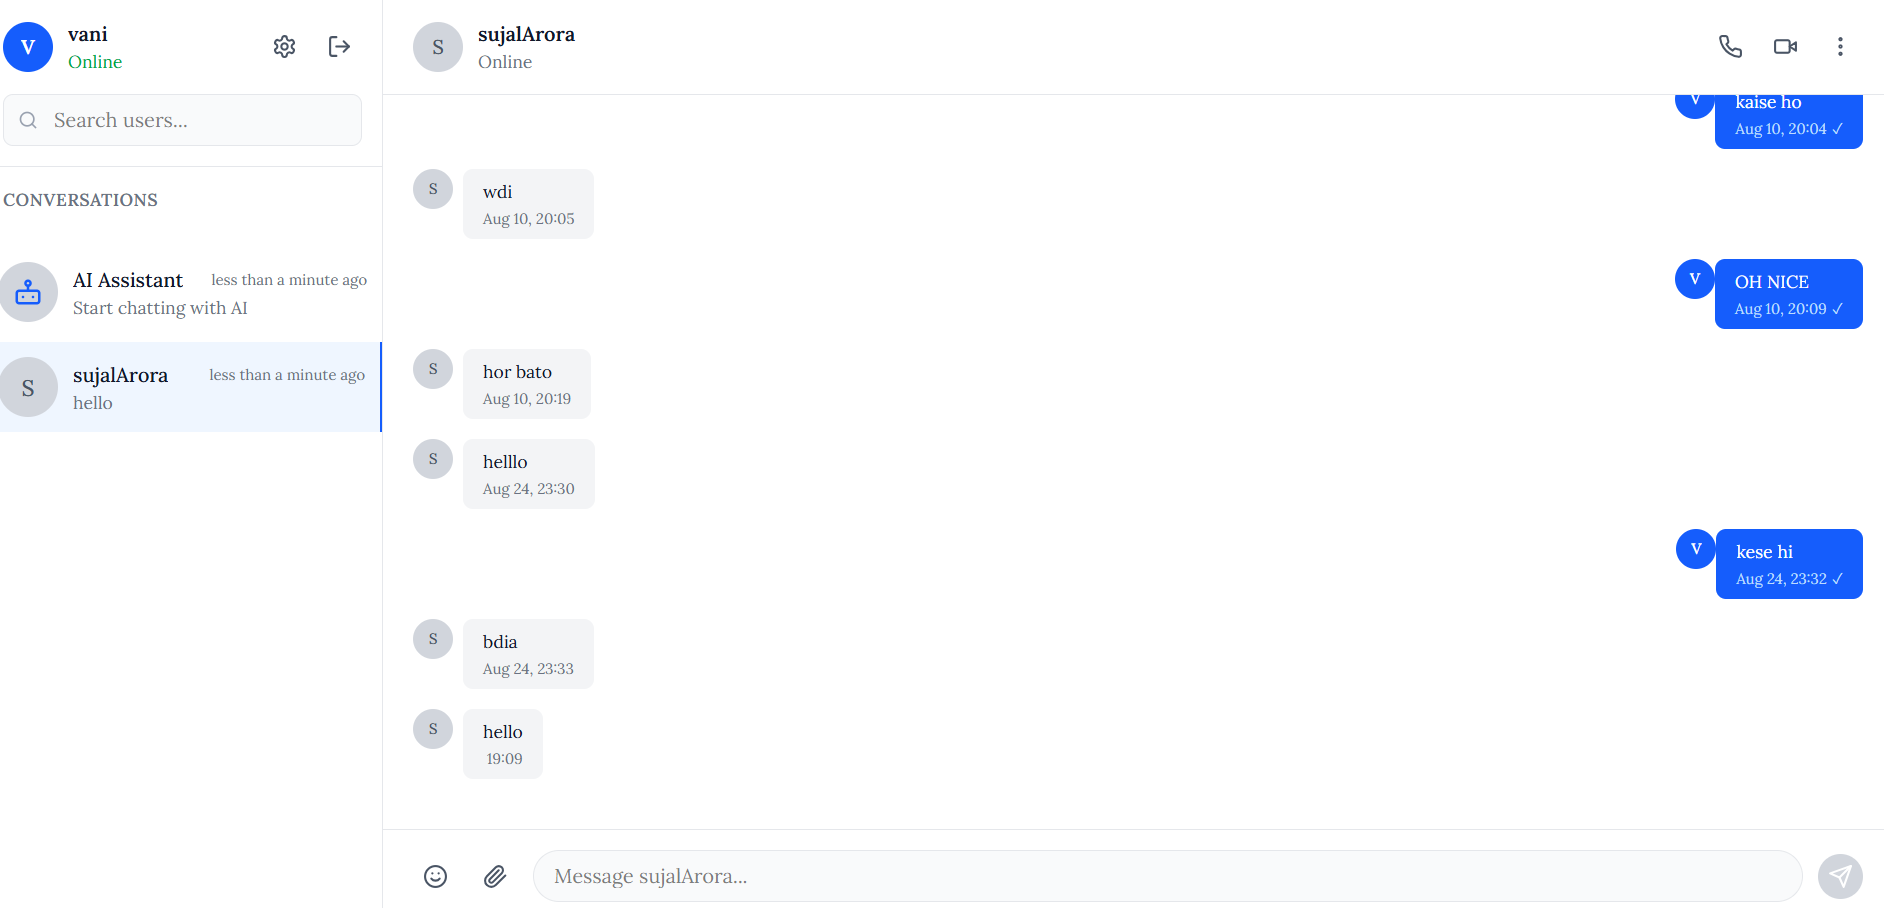 V
vani
Online
Search users...
CONVERSATIONS
AI Assistant less than a minute ago
Start chatting with AI
S
sujalArora less than a minute ago
hello
S
sujalArora
Online
V
kaise ho
Aug 10, 20:04 ✓
S
wdi
Aug 10, 20:05
V
OH NICE
Aug 10, 20:09 ✓
S
hor bato
Aug 10, 20:19
S
helllo
Aug 24, 23:30
V
kese hi
Aug 24, 23:32 ✓
S
bdia
Aug 24, 23:33
S
hello
19:09
Message sujalArora...